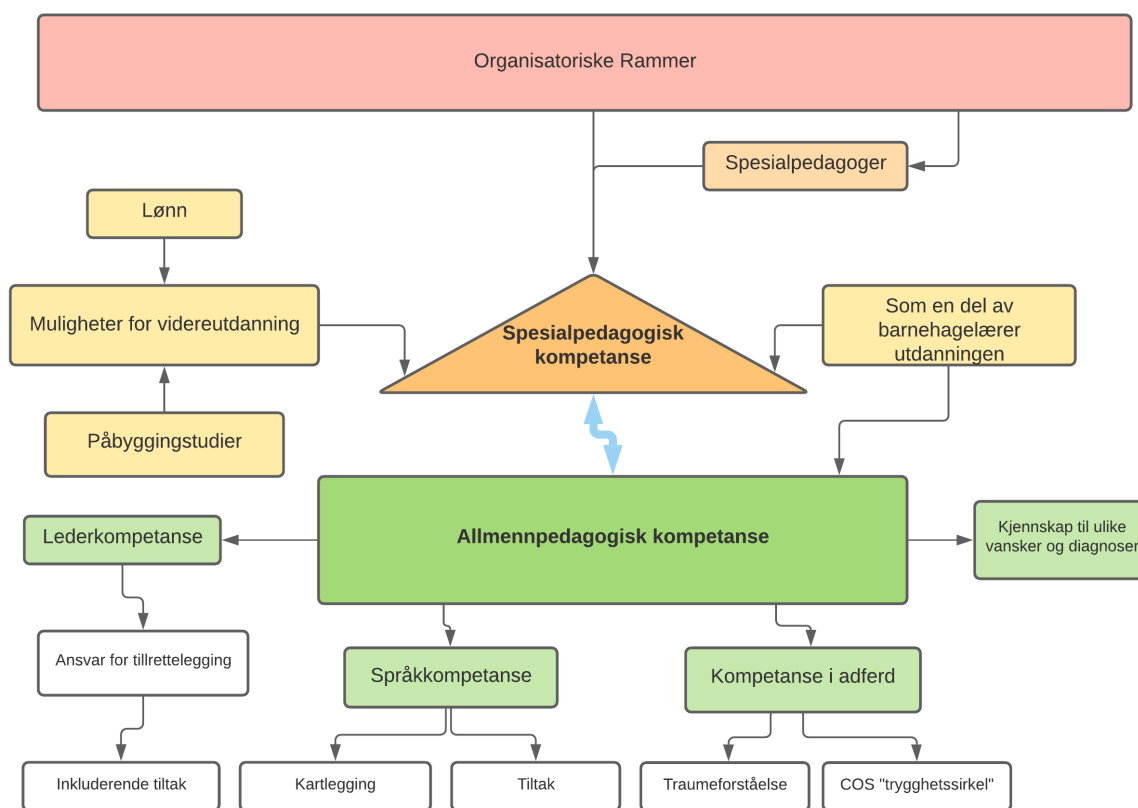 Organisatoriske Rammer
Spesialpedagoger
Lønn
Muligheter for videreutdanning
Påbyggingstudier
Spesialpedagogisk
kompetanse
Som en del av
barnehagelærer
utdanningen
Allmennpedagogisk kompetanse
Lederkompetanse
Kjennskap til ulike
vansker og diagnoser
Ansvar for tillrettelegging
Språkkompetanse
Kompetanse i adferd
Inkluderende tiltak
Kartlegging
Tiltak
Traumeforståelse
COS "trygghetssirkel"